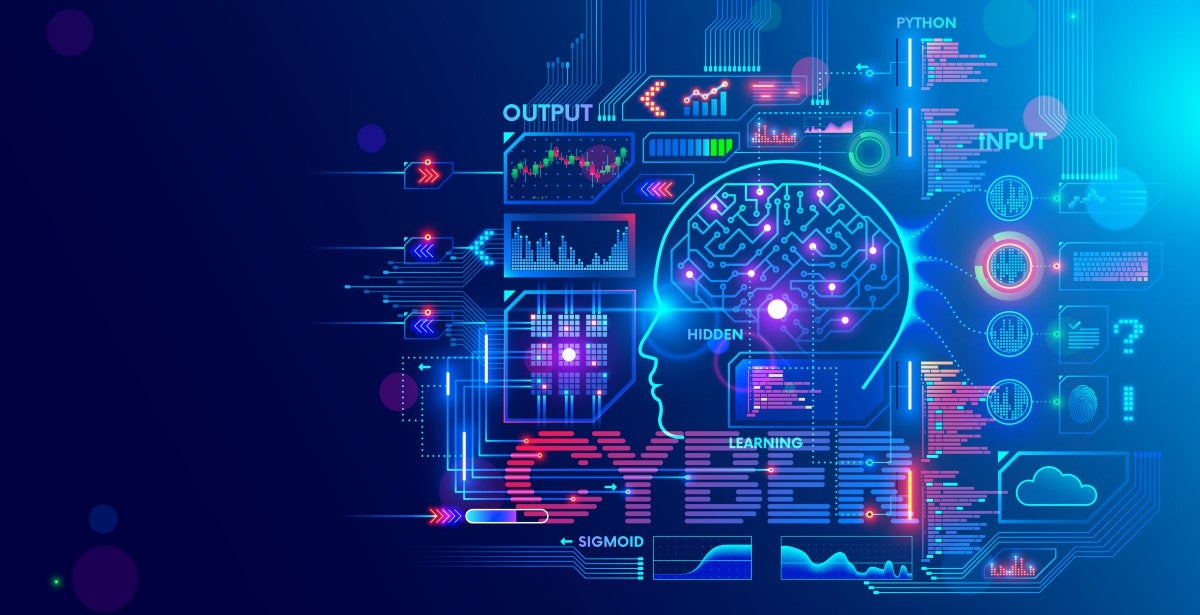 PYTHON
OUTPUT
INPUT
HIDDEN
LEARNING
CYBER
SIGMOID
?
!